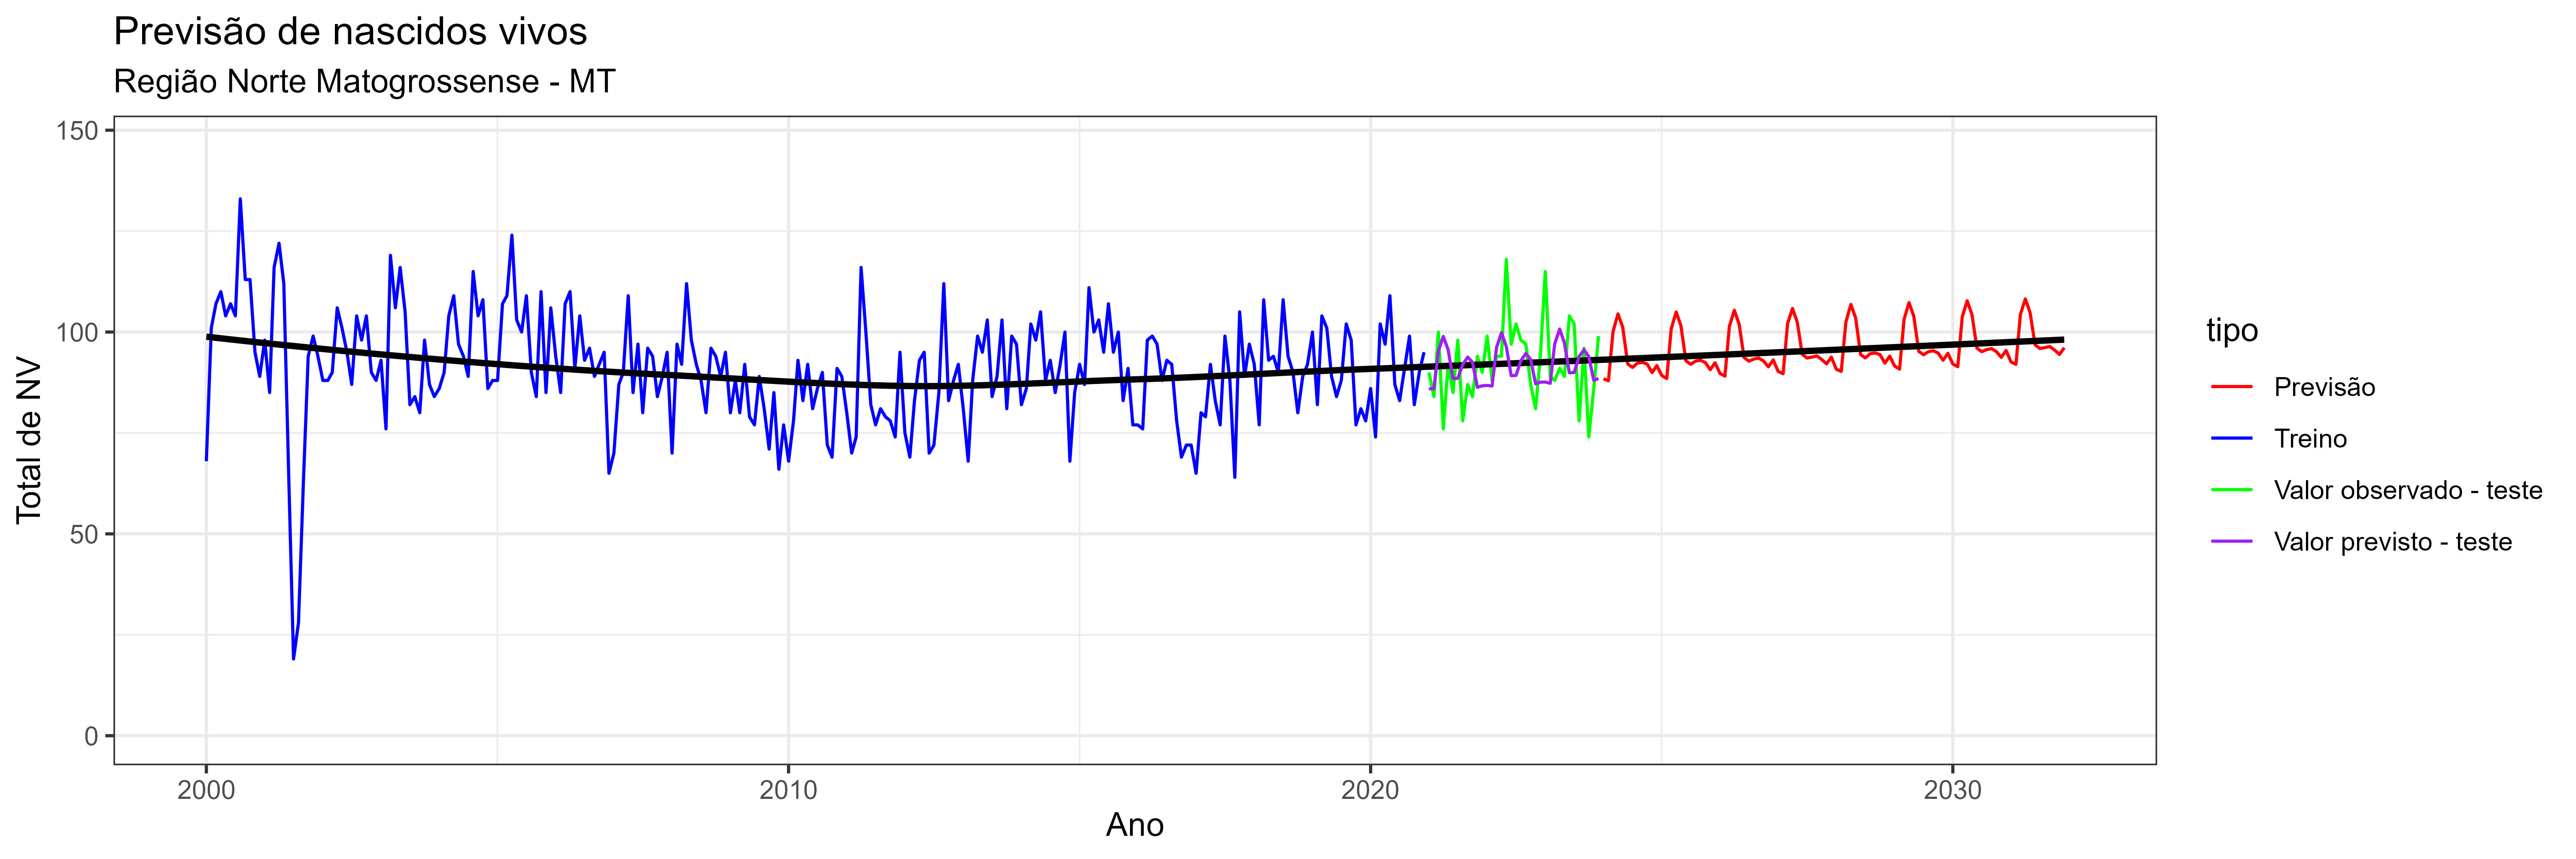 Previsão de nascidos vivos
Região Norte Matogrossense - MT
Total de NV
150
100
50
0
2000
2010
2020
2030
Ano
tipo
Previsão
Treino
Valor observado - teste
Valor previsto - teste